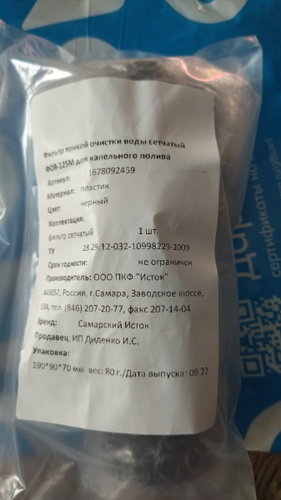 Фильтр тонкой очистки воды сетчатый
ФОВ-125М для капельного полива
Артикул: 1678092459
Материал: пластик
Цвет: черный
Комплектация:
Фильтр сетчатый 1 шт.
ТУ 28.29.12-032-10998229-2009
Срок годности: не ограничен
Производитель: ООО ПКФ "Исток"
Россия, г.Самара, Заводское шоссе,
тел. (846) 207-20-77, факс 207-14-04
Бренд: Самарский Исток
Продавец: ИП Диденко И.С.
Упаковка:
190*90*70 мм вес: 80 г./Дата выпуска: 09.22
сертификаты